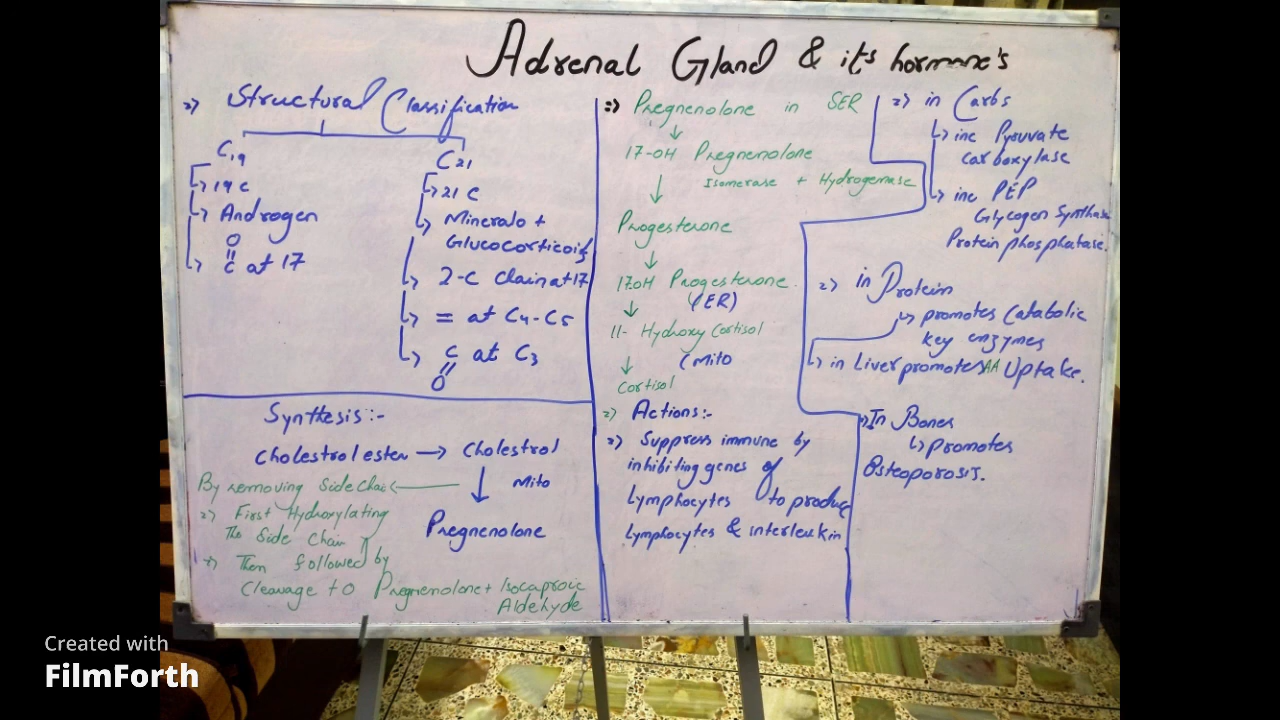 Adrenal Gland & its hormone's
=> Structural Classification
C19
↳ 19 c
↳ Androgen
O
||
↳ C at 17
C21
↳ 21 C
↳ Mineralo +
Glucocorticoids
↳ 2-C chain at 17
↳ = at C4-C5
↳ C at C3
O
Synthesis:-
Cholestrol ester → Cholestrol
By removing Side Chain ← ↓ Mito
Pregnenolone
=> First Hydroxylating
The Side Chain
=> Then followed by
Cleavage to Pregnenolone + Isocaproic
Aldehyde
=> Pregnenolone in SER
↓
17-OH Pregnenolone
↓ Isomerase + Hydrogenase
Progesterone
↓
17OH Progesterone
↓ (ER)
11- Hydroxy Cortisol
↓ (Mito
Cortisol
=> Actions:-
=> Suppress immune by
inhibiting genes of
Lymphocytes to produce
Lymphocytes & interleukin
=> in Carbs
↳ inc Pyruvate
carboxylase
↳ inc PEP
Glycogen Synthase
Protein phosphatase
=> in Protein
↳ promotes Catabolic
key enzymes
↳ in Liver promotes AA Uptake.
=> In Bones
↳ promotes
Osteoporosis.
Created with
FilmForth